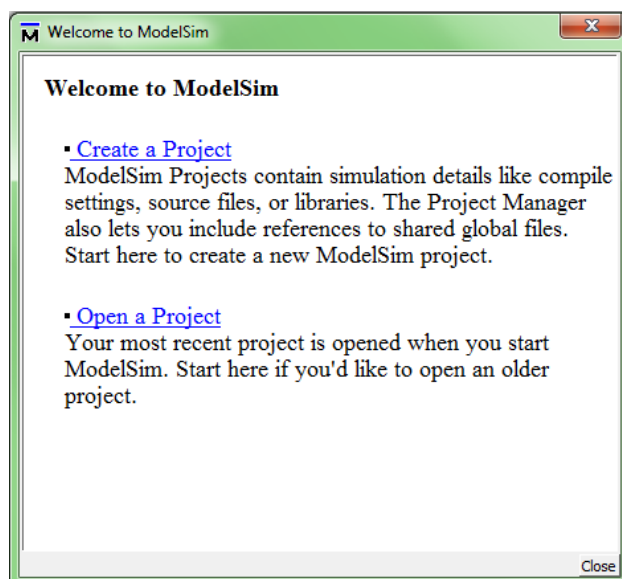 Welcome to ModelSim
Welcome to ModelSim
Create a Project
ModelSim Projects contain simulation details like compile
settings, source files, or libraries. The Project Manager
also lets you include references to shared global files.
Start here to create a new ModelSim project.
Open a Project
Your most recent project is opened when you start
ModelSim. Start here if you'd like to open an older
project.
Close